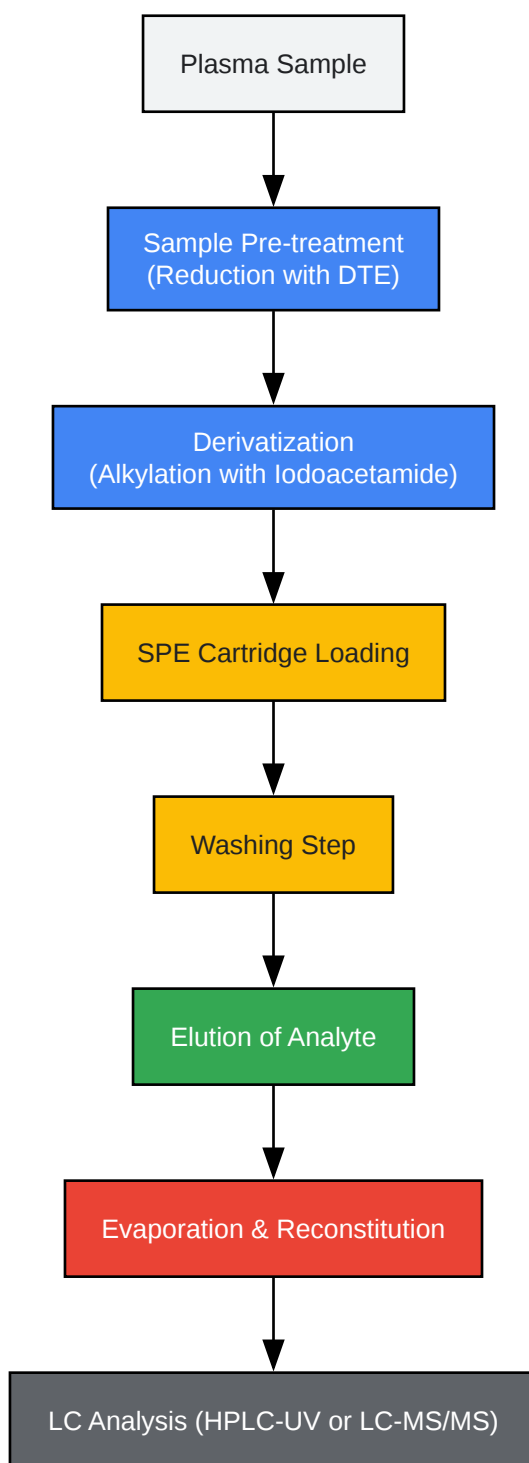 Plasma Sample
Sample Pre-treatment
(Reduction with DTE)
Derivatization
(Alkylation with Iodoacetamide)
SPE Cartridge Loading
Washing Step
Elution of Analyte
Evaporation & Reconstitution
LC Analysis (HPLC-UV or LC-MS/MS)